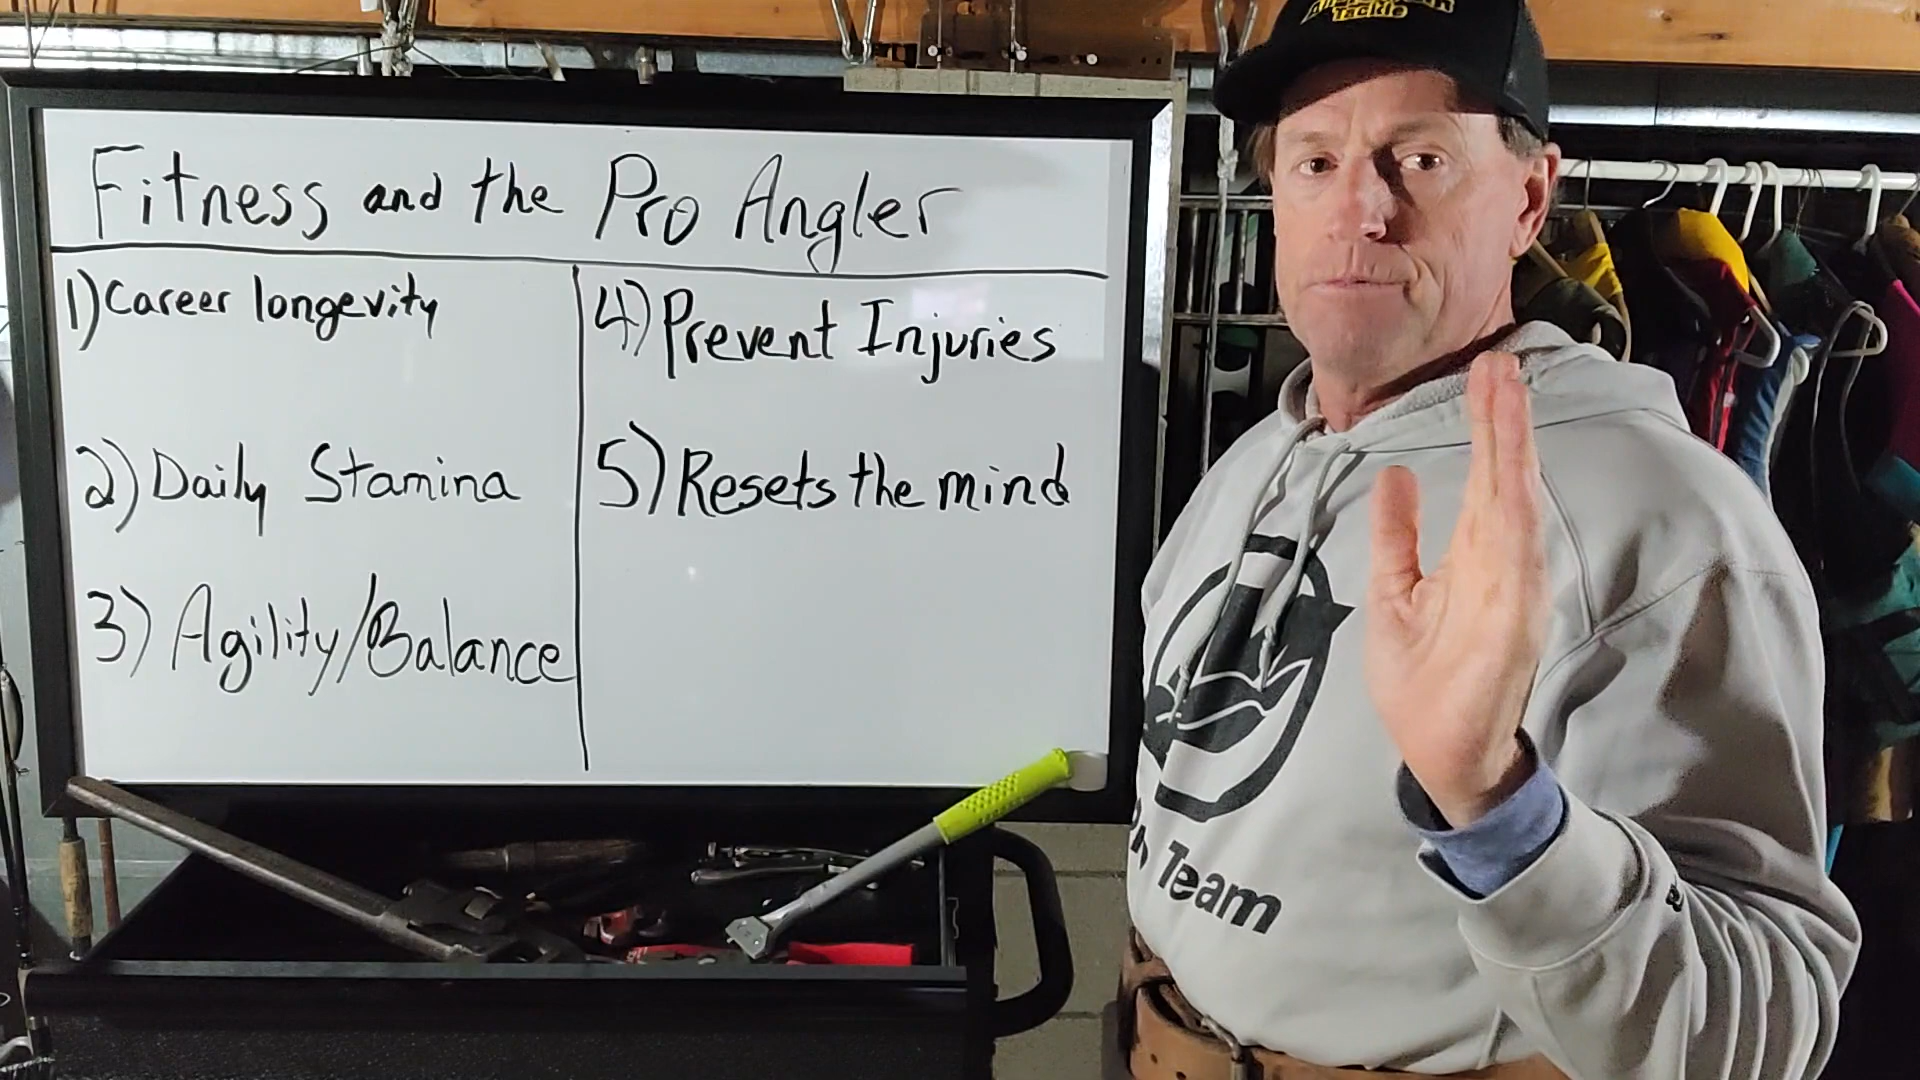 Fitness and the Pro Angler
1) Career longevity
2) Daily Stamina
3) Agility/Balance
4) Prevent Injuries
5) Resets the mind
Tackle
Team